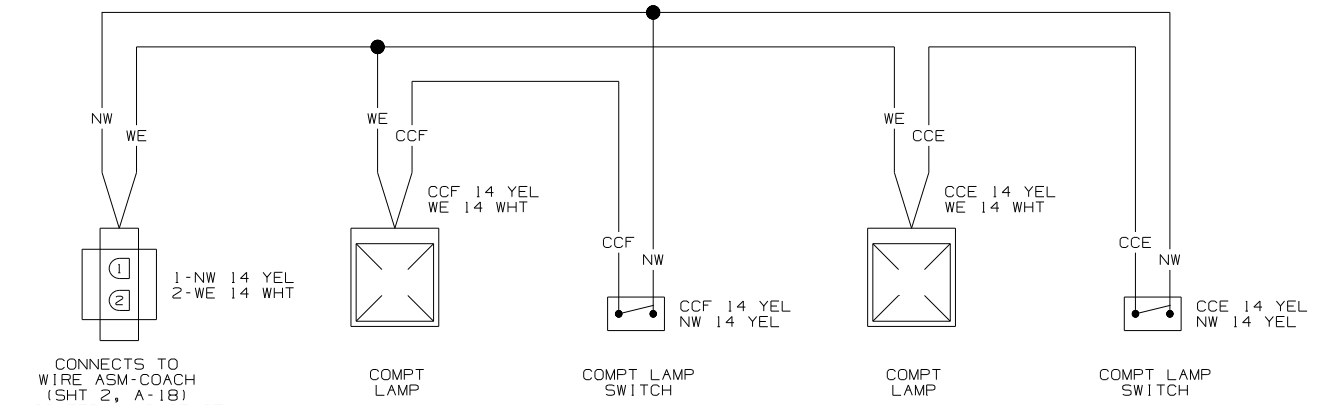 NW
WE
WE
CCF
WE
CCE
CCF 14 YEL
WE 14 WHT
CCE 14 YEL
WE 14 WHT
CCF
NW
CCE
NW
1
2
1-NW 14 YEL
2-WE 14 WHT
CCF 14 YEL
NW 14 YEL
CCE 14 YEL
NW 14 YEL
CONNECTS TO
WIRE ASM-COACH
(SHT 2, A-18)
COMPT
LAMP
COMPT LAMP
SWITCH
COMPT
LAMP
COMPT LAMP
SWITCH